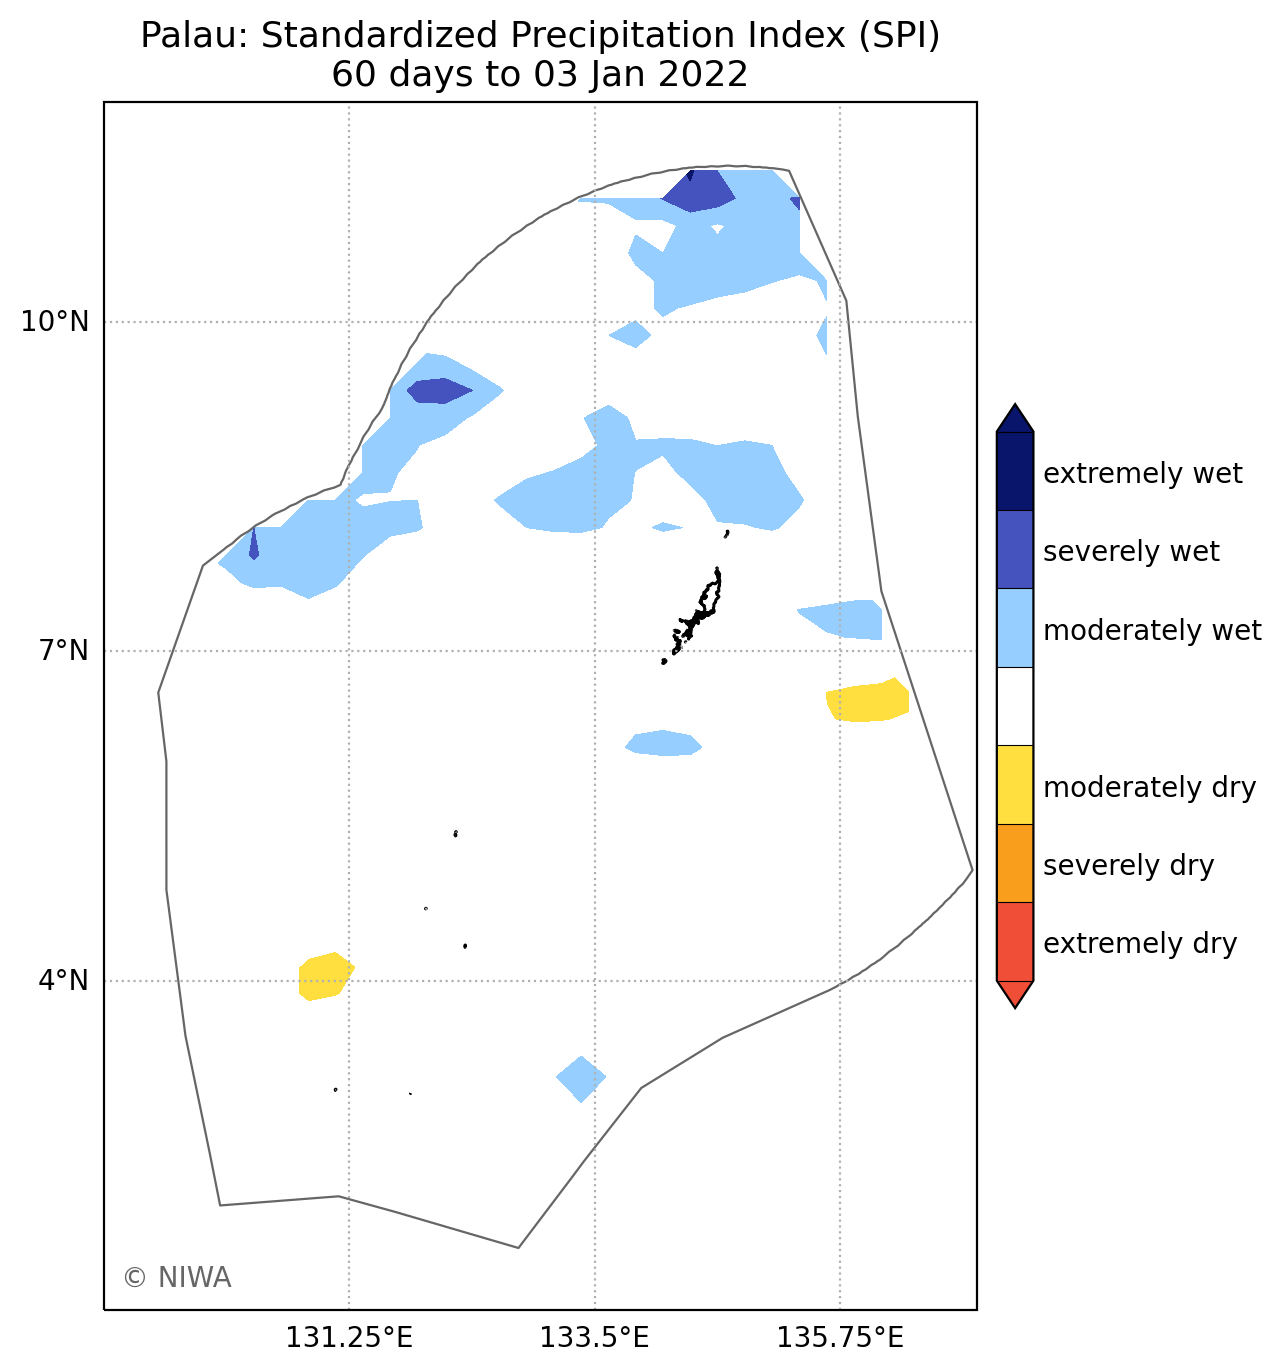 Palau: Standardized Precipitation Index (SPI)
60 days to 03 Jan 2022
10°N
7°N
4°N
131.25°E
133.5°E
135.75°E
extremely wet
severely wet
moderately wet
moderately dry
severely dry
extremely dry
© NIWA